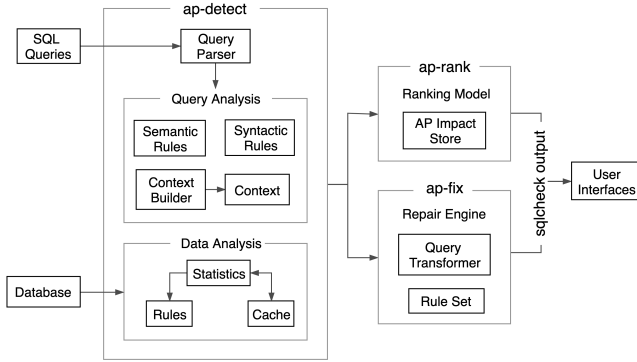 ap-detect
SQL
Queries
Query
Parser
Query Analysis
Semantic
Rules
Syntactic
Rules
Context
Builder
Context
Data Analysis
Statistics
Rules
Cache
Database
ap-rank
Ranking Model
AP Impact
Store
ap-fix
Repair Engine
Query
Transformer
Rule Set
sqlcheck output
User
Interfaces